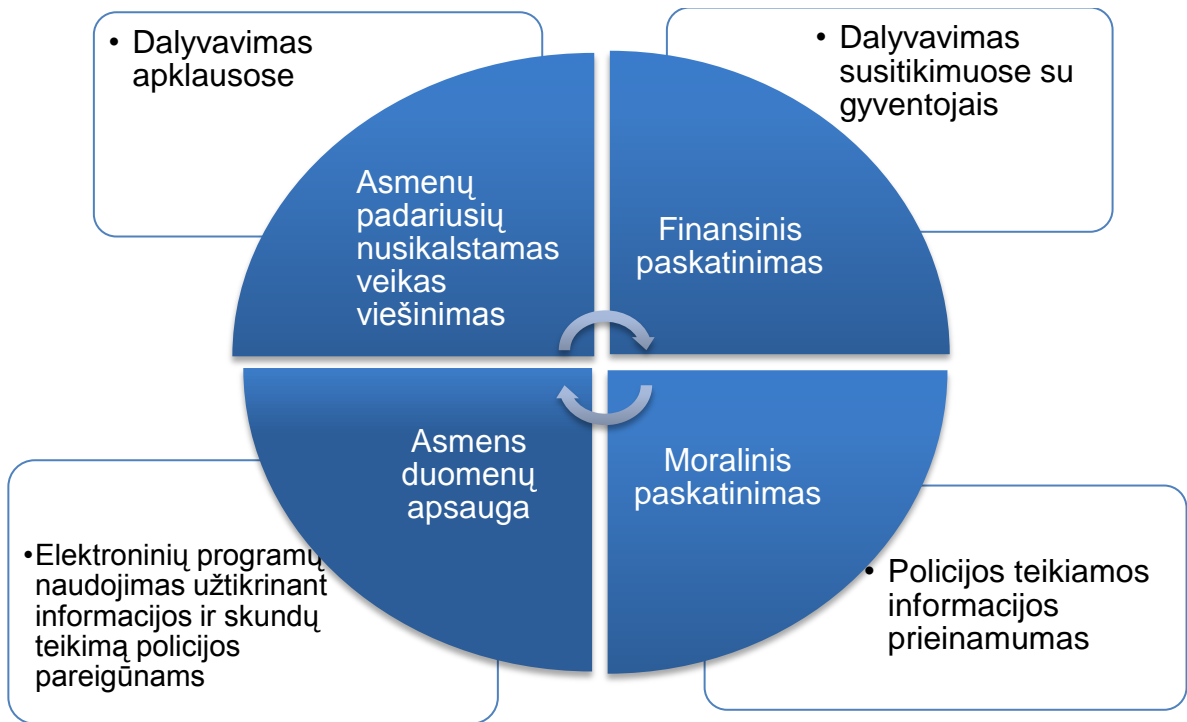 • Dalyvavimas
apklausose
• Dalyvavimas
susitikimuose su
gyventojais
Asmenų
padariusių
nusikalstamas
veikas
viešinimas
Finansinis
paskatinimas
Asmens
duomenų
apsauga
Moralinis
paskatinimas
•Elektroninių programų
naudojimas užtikrinant
informacijos ir skundų
teikimą policijos
pareigūnams
• Policijos teikiamos
informacijos
prieinamumas